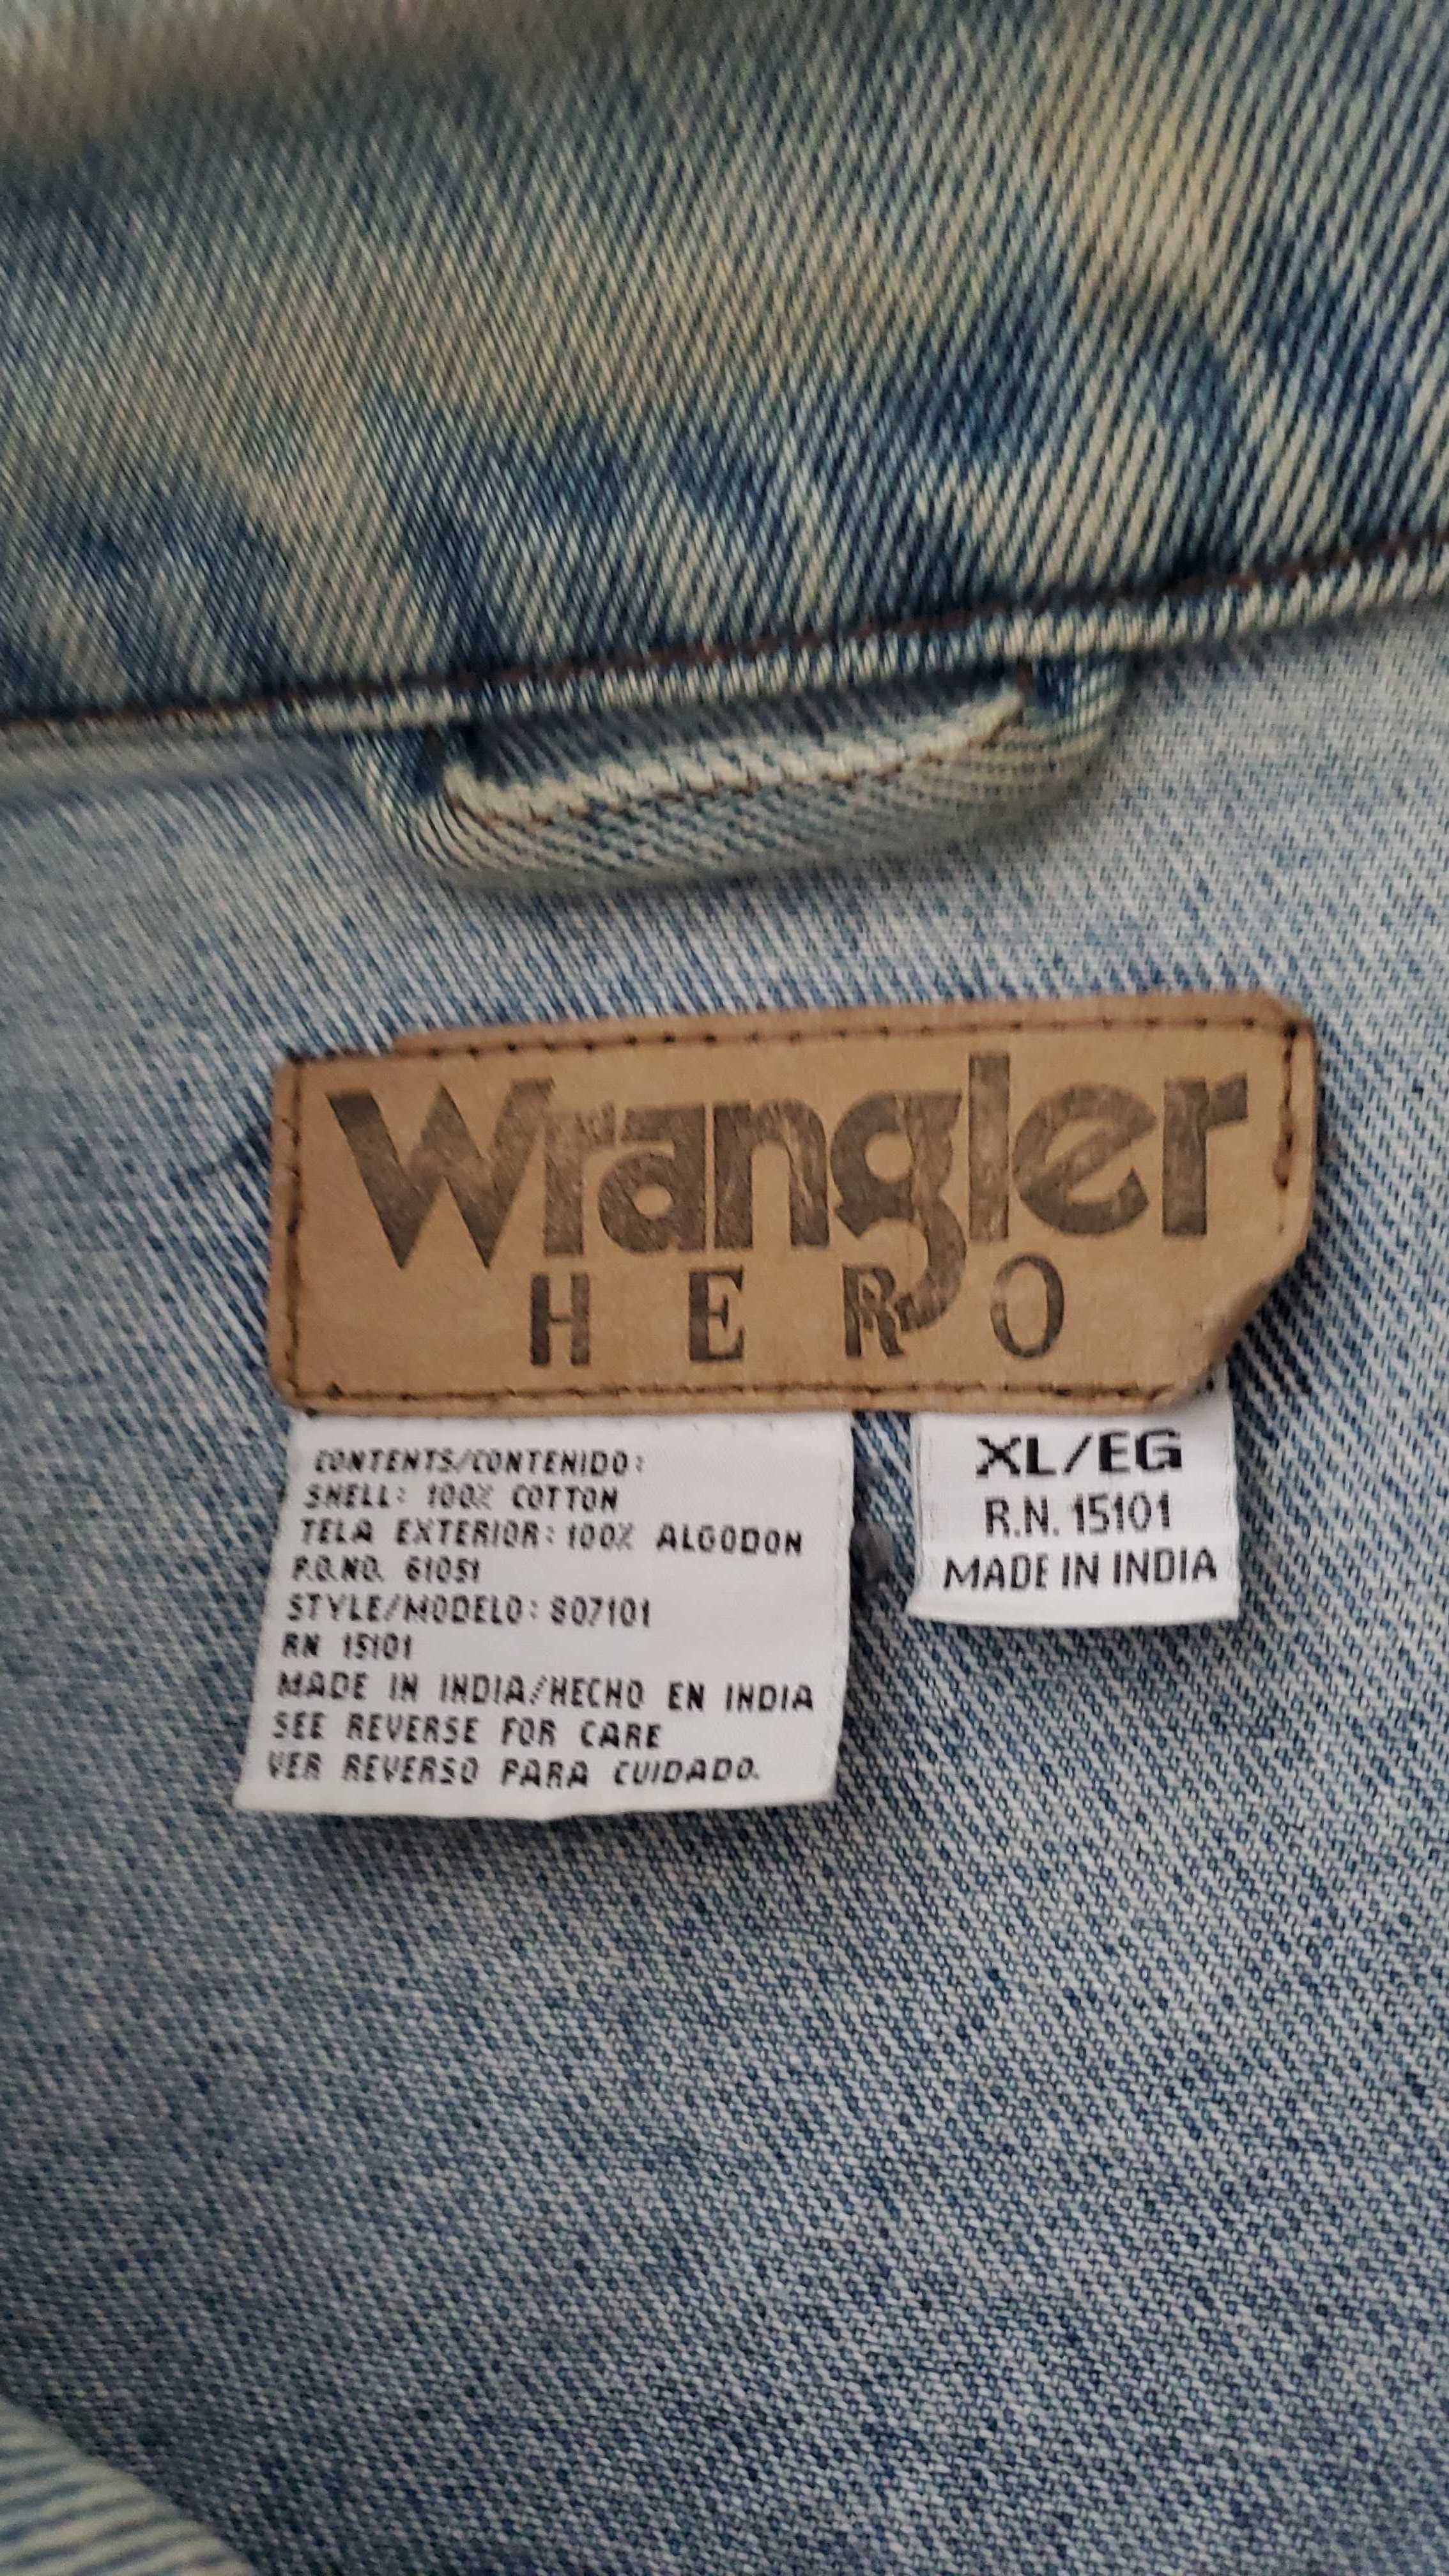 Wrangler
HERO
CONTENTS/CONTENIDO:
SHELL: 100% COTTON
TELA EXTERIOR: 100% ALGODON
P.O.NO. 61051
STYLE/MODELO: 807101
RN 15101
MADE IN INDIA/HECHO EN INDIA
SEE REVERSE FOR CARE
VER REVERSO PARA CUIDADO.
XL/EG
R.N. 15101
MADE IN INDIA